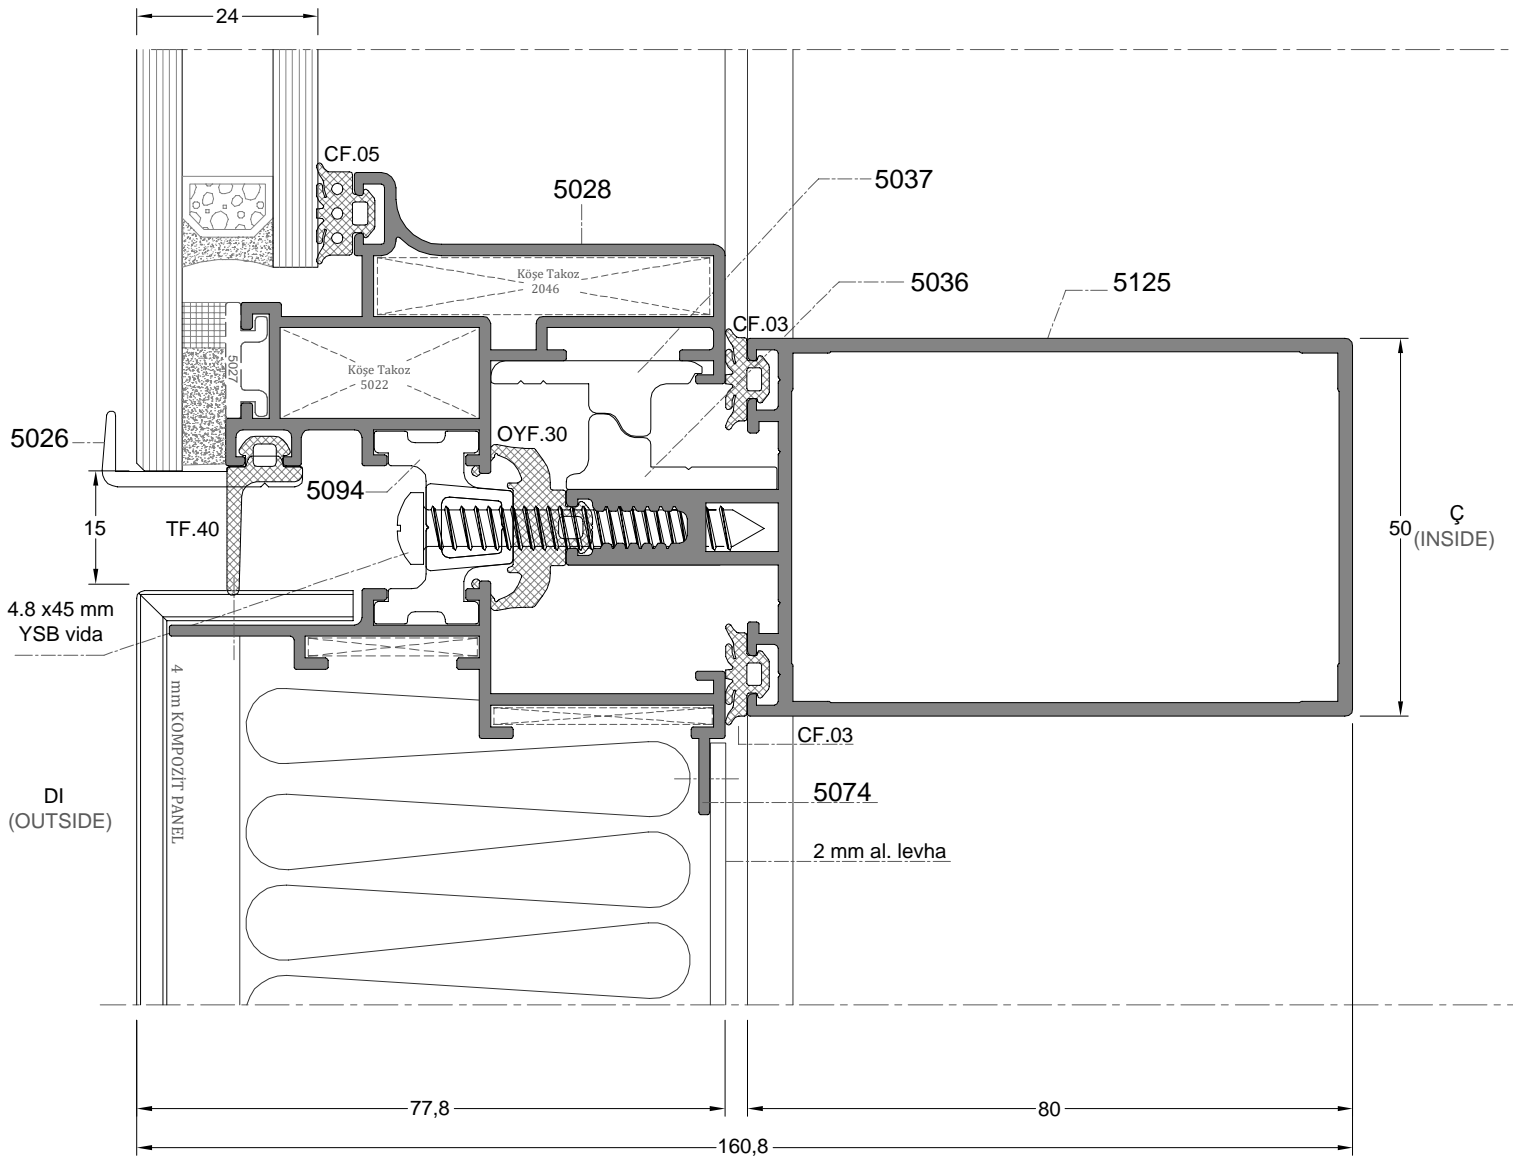 24
CF.05
5028
5037
Köşe Takoz
2046
5036
5125
CF.03
5027
Köşe Takoz
5022
5026
OYF.30
5094
15
TF.40
50
Ç
(INSIDE)
4.8 x45 mm
YSB vida
4 mm KOMPOZİT PANEL
CF.03
DI
(OUTSIDE)
5074
2 mm al. levha
77,8
80
160,8